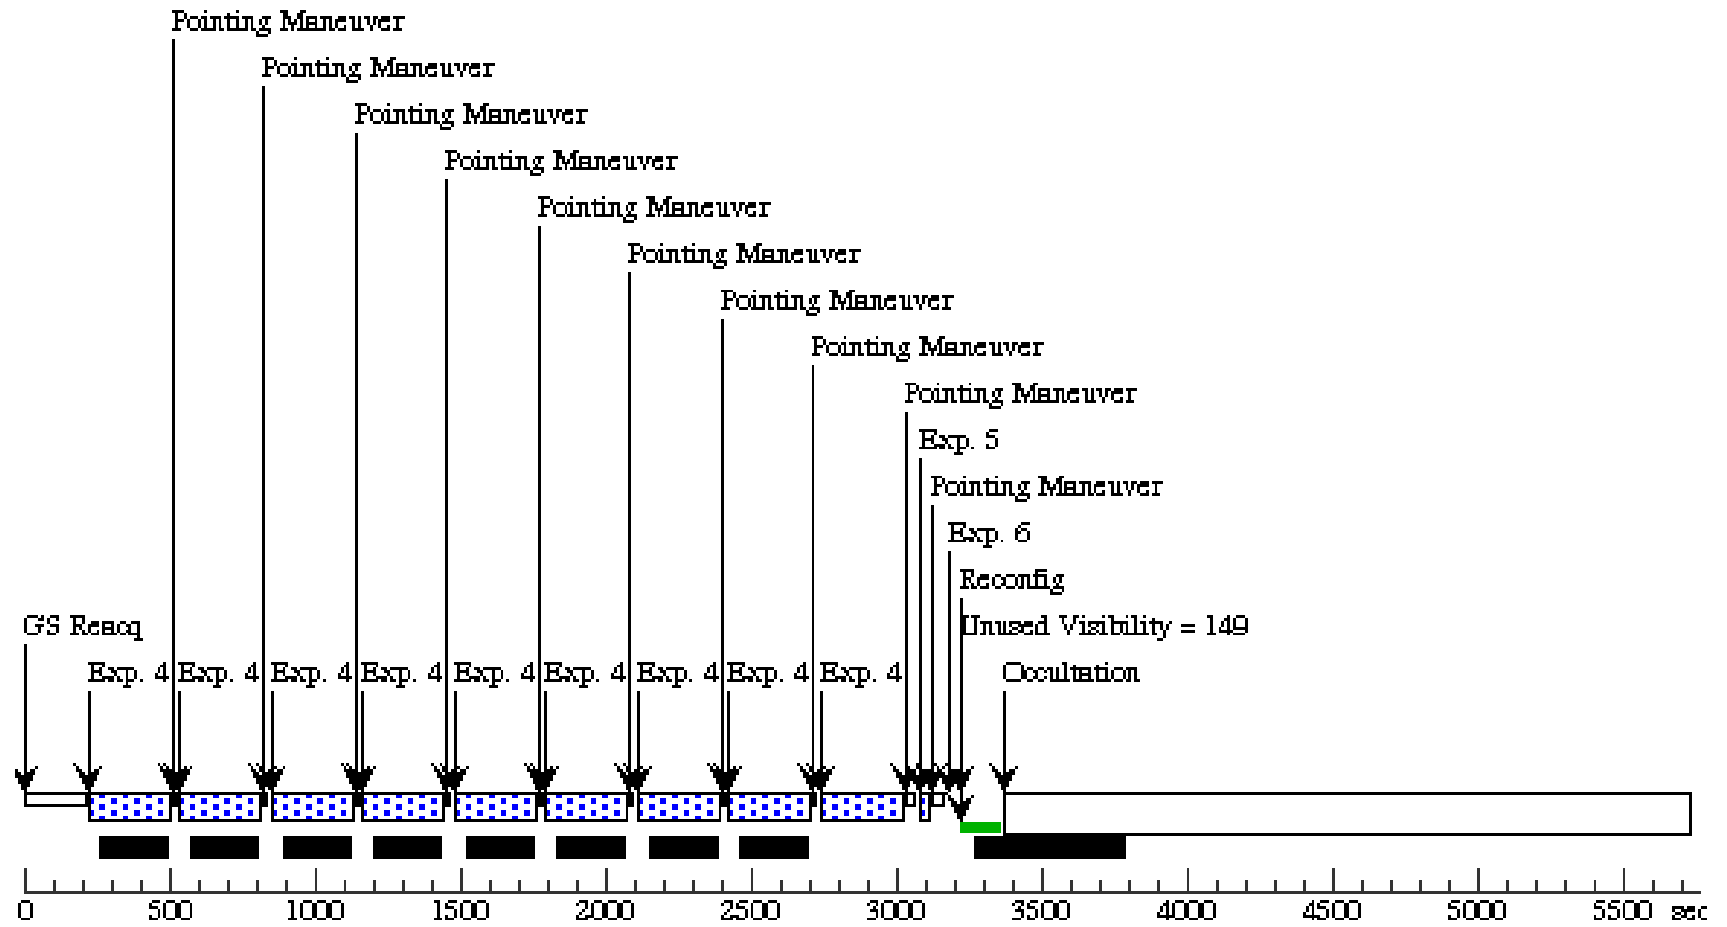 Pointing Maneuver
Pointing Maneuver
Pointing Maneuver
Pointing Maneuver
Pointing Maneuver
Pointing Maneuver
Pointing Maneuver
Pointing Maneuver
Pointing Maneuver
Exp. 5
Pointing Maneuver
Exp. 6
Reconfig
GS Reacq
Unused Visibility = 149
Exp. 4 Exp. 4 Exp. 4 Exp. 4 Exp. 4 Exp. 4 Exp. 4 Exp. 4 Exp. 4 Occultation
0 500 1000 1500 2000 2500 3000 3500 4000 4500 5000 5500 sec